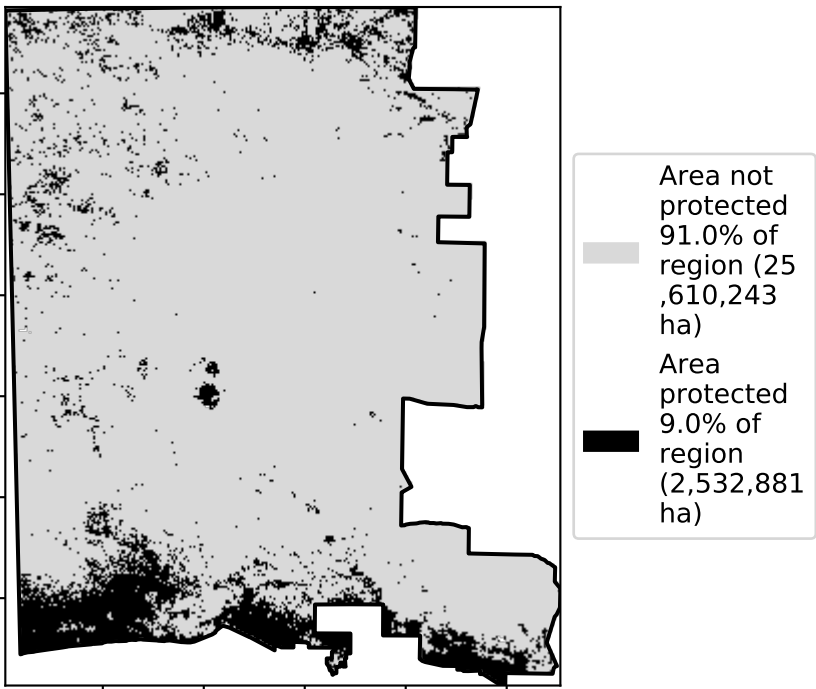 Area not
protected
91.0% of
region (25
,610,243
ha)
Area
protected
9.0% of
region
(2,532,881
ha)